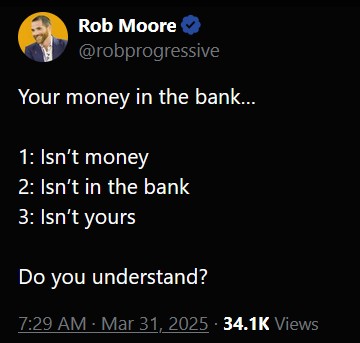 Rob Moore
@robprogressive
Your money in the bank...
1: Isn't money
2: Isn't in the bank
3: Isn't yours
Do you understand?
7:29 AM · Mar 31, 2025 · 34.1K Views